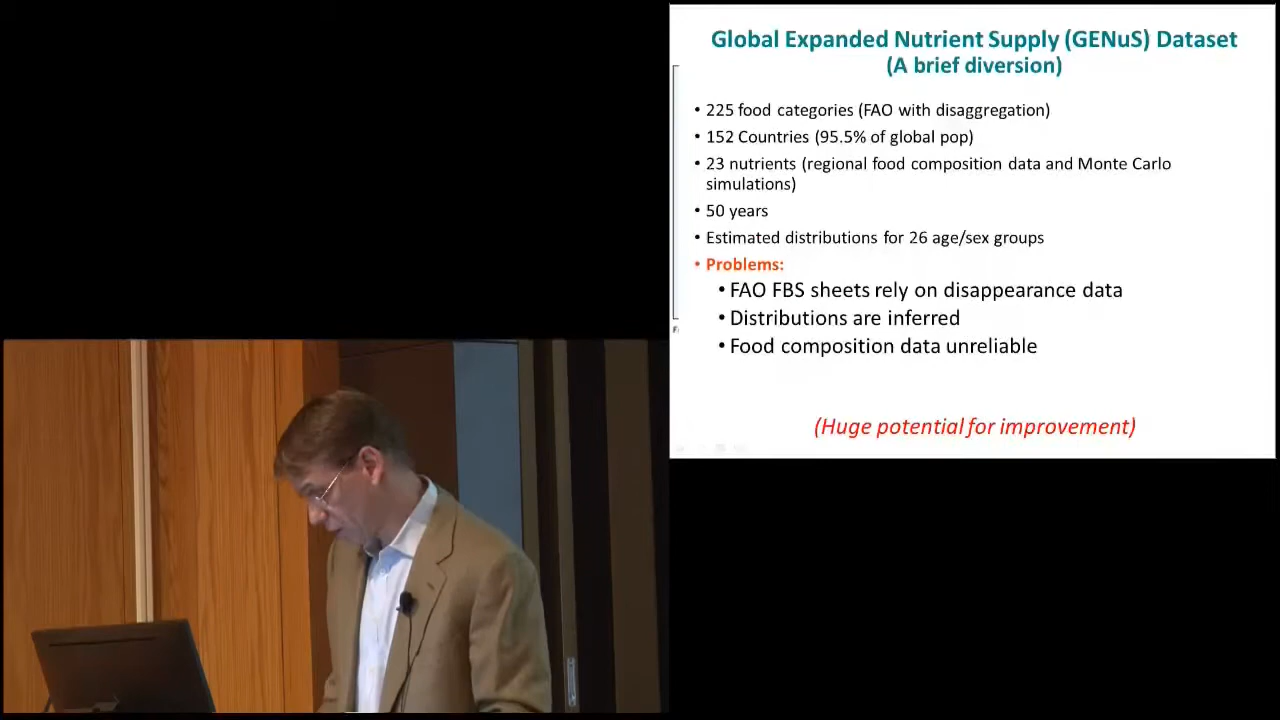 Global Expanded Nutrient Supply (GENuS) Dataset
(A brief diversion)
• 225 food categories (FAO with disaggregation)
• 152 Countries (95.5% of global pop)
• 23 nutrients (regional food composition data and Monte Carlo
simulations)
• 50 years
• Estimated distributions for 26 age/sex groups
• Problems:
• FAO FBS sheets rely on disappearance data
• Distributions are inferred
• Food composition data unreliable
(Huge potential for improvement)